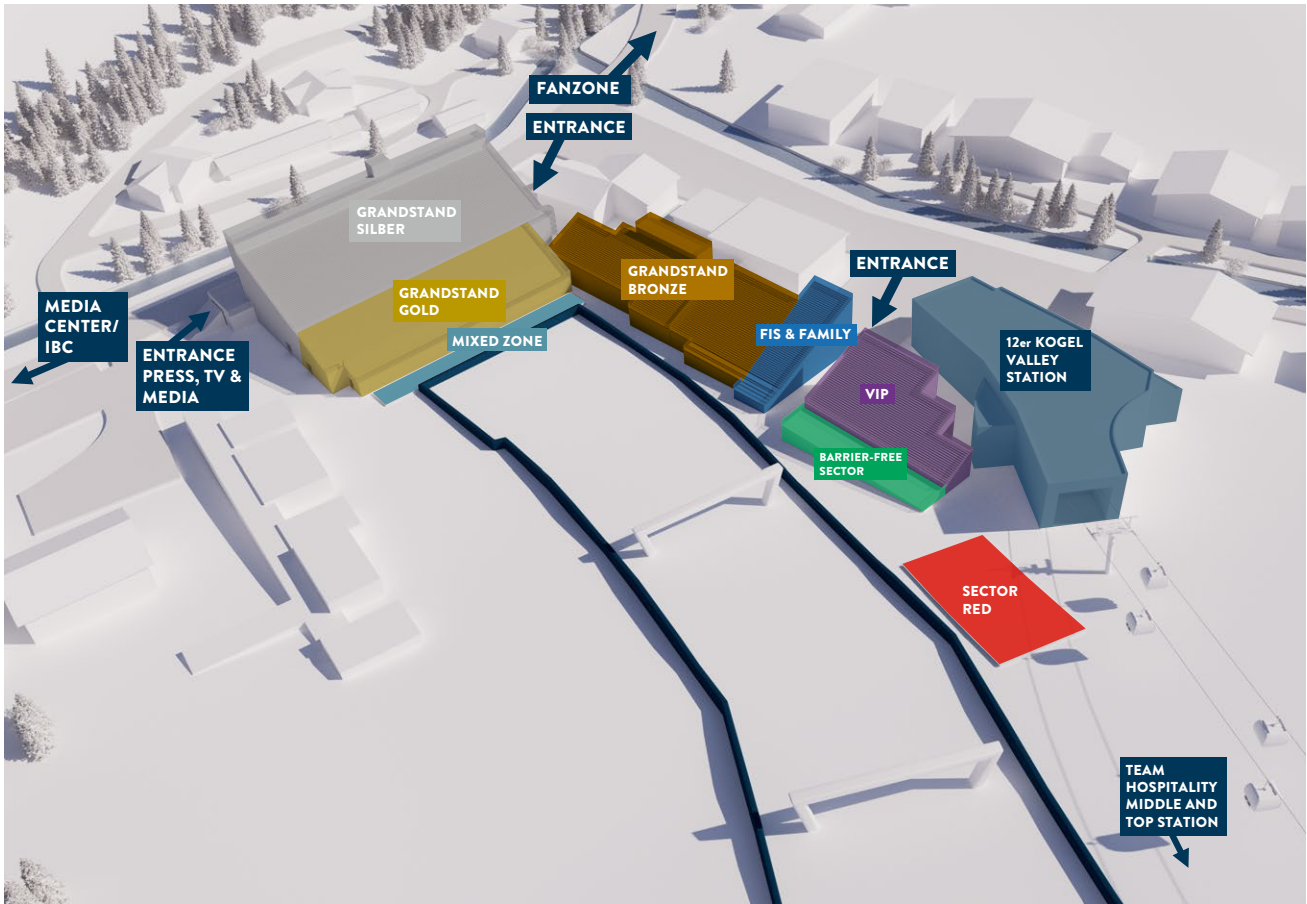 FANZONE
ENTRANCE
GRANDSTAND
SILBER
GRANDSTAND
BRONZE
ENTRANCE
GRANDSTAND
GOLD
MEDIA
CENTER/
IBC
MIXED ZONE
FIS & FAMILY
12er KOGEL
VALLEY
STATION
ENTRANCE
PRESS, TV &
MEDIA
VIP
BARRIER-FREE
SECTOR
SECTOR
RED
TEAM
HOSPITALITY
MIDDLE AND
TOP STATION